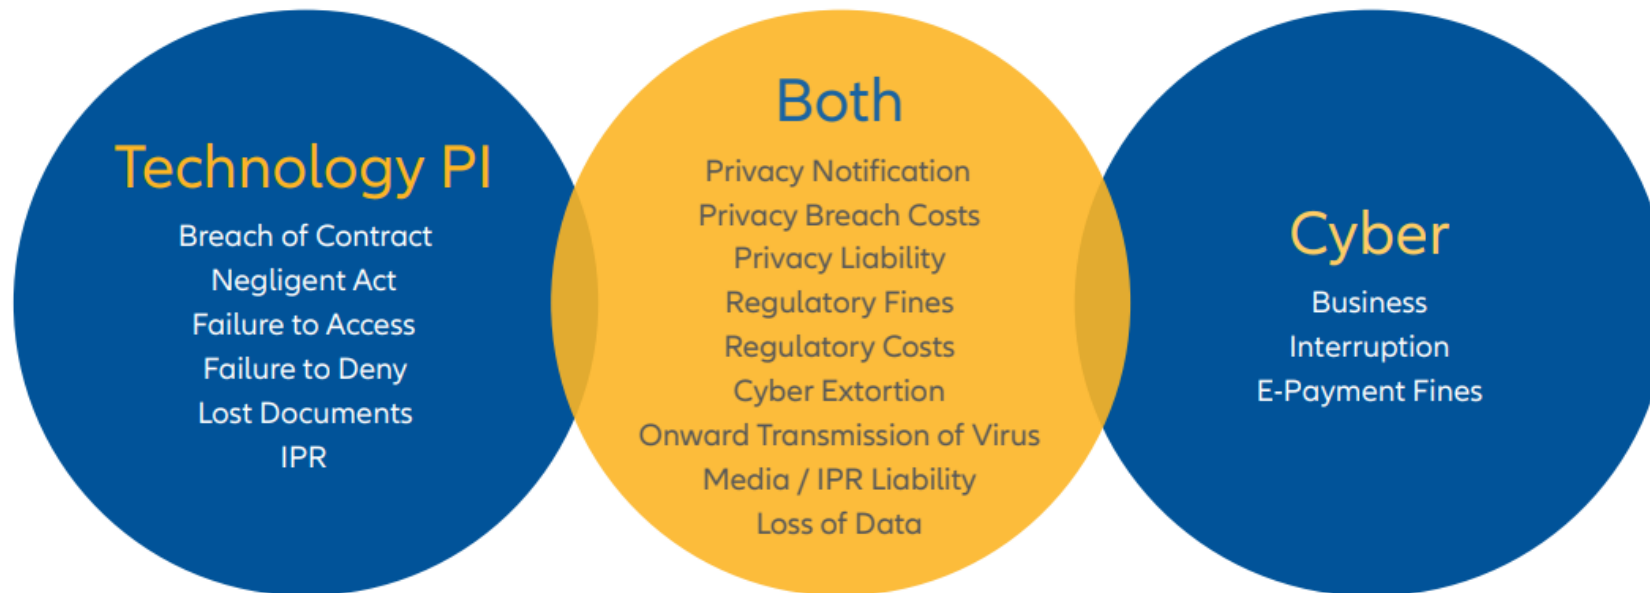 Technology PI
Breach of Contract
Negligent Act
Failure to Access
Failure to Deny
Lost Documents
IPR
Both
Privacy Notification
Privacy Breach Costs
Privacy Liability
Regulatory Fines
Regulatory Costs
Cyber Extortion
Onward Transmission of Virus
Media / IPR Liability
Loss of Data
Cyber
Business
Interruption
E-Payment Fines